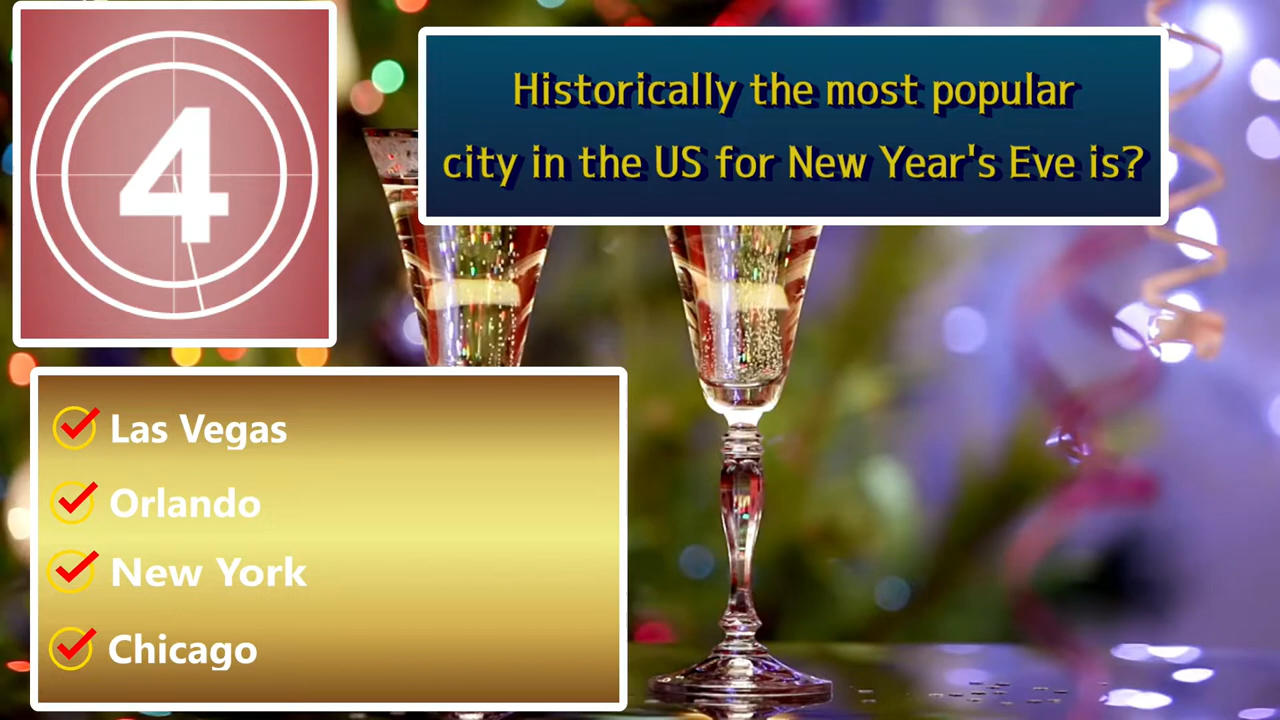 4
Historically the most popular
city in the US for New Year's Eve is?
Las Vegas
Orlando
New York
Chicago